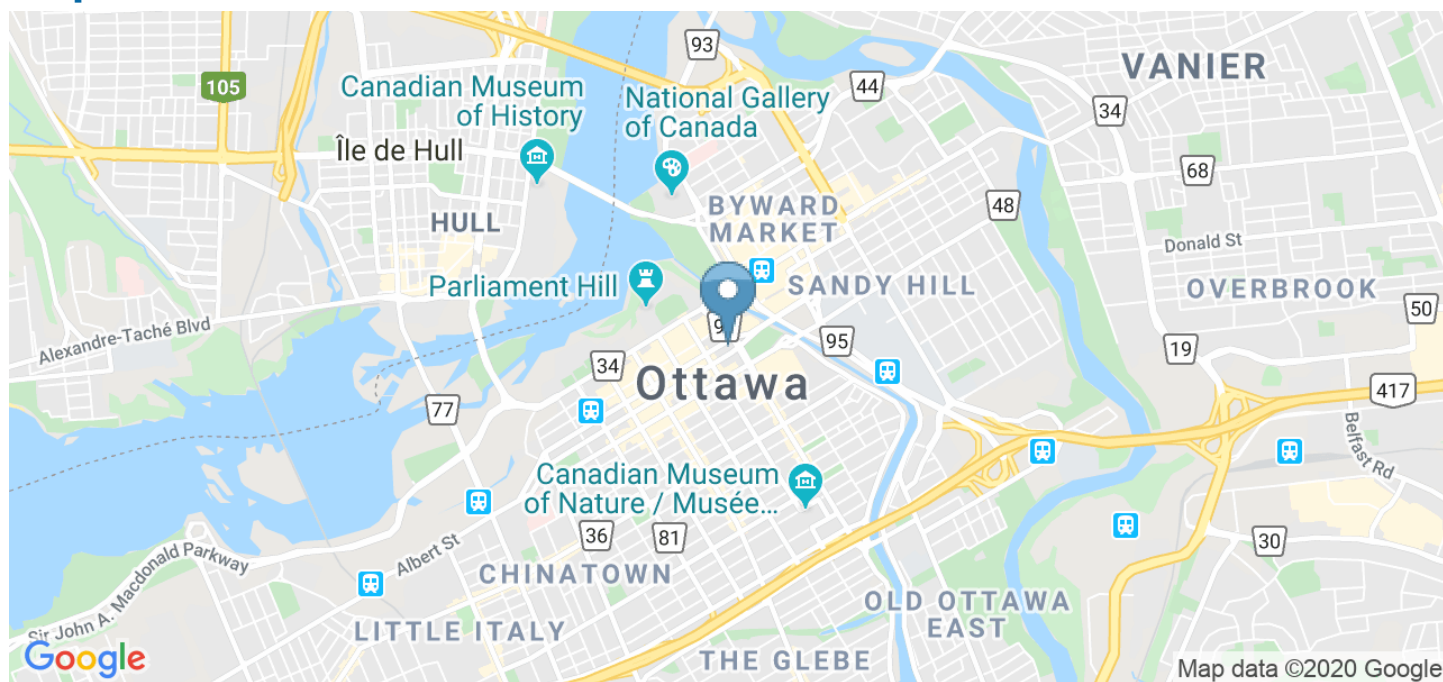 93
VANIER
105
Canadian Museum
of History
National Gallery
of Canada
44
34
Île de Hull
68
BYWARD
MARKET
48
HULL
Donald St
Parliament Hill
SANDY HILL
OVERBROOK
50
Alexandre-Taché Blvd
95
19
34
Ottawa
417
77
Belfast Rd
Canadian Museum
of Nature / Musée...
36
81
30
Albert St
Sir John A. Macdonald Parkway
CHINATOWN
OLD OTTAWA
EAST
LITTLE ITALY
THE GLEBE
Google
Map data ©2020 Google